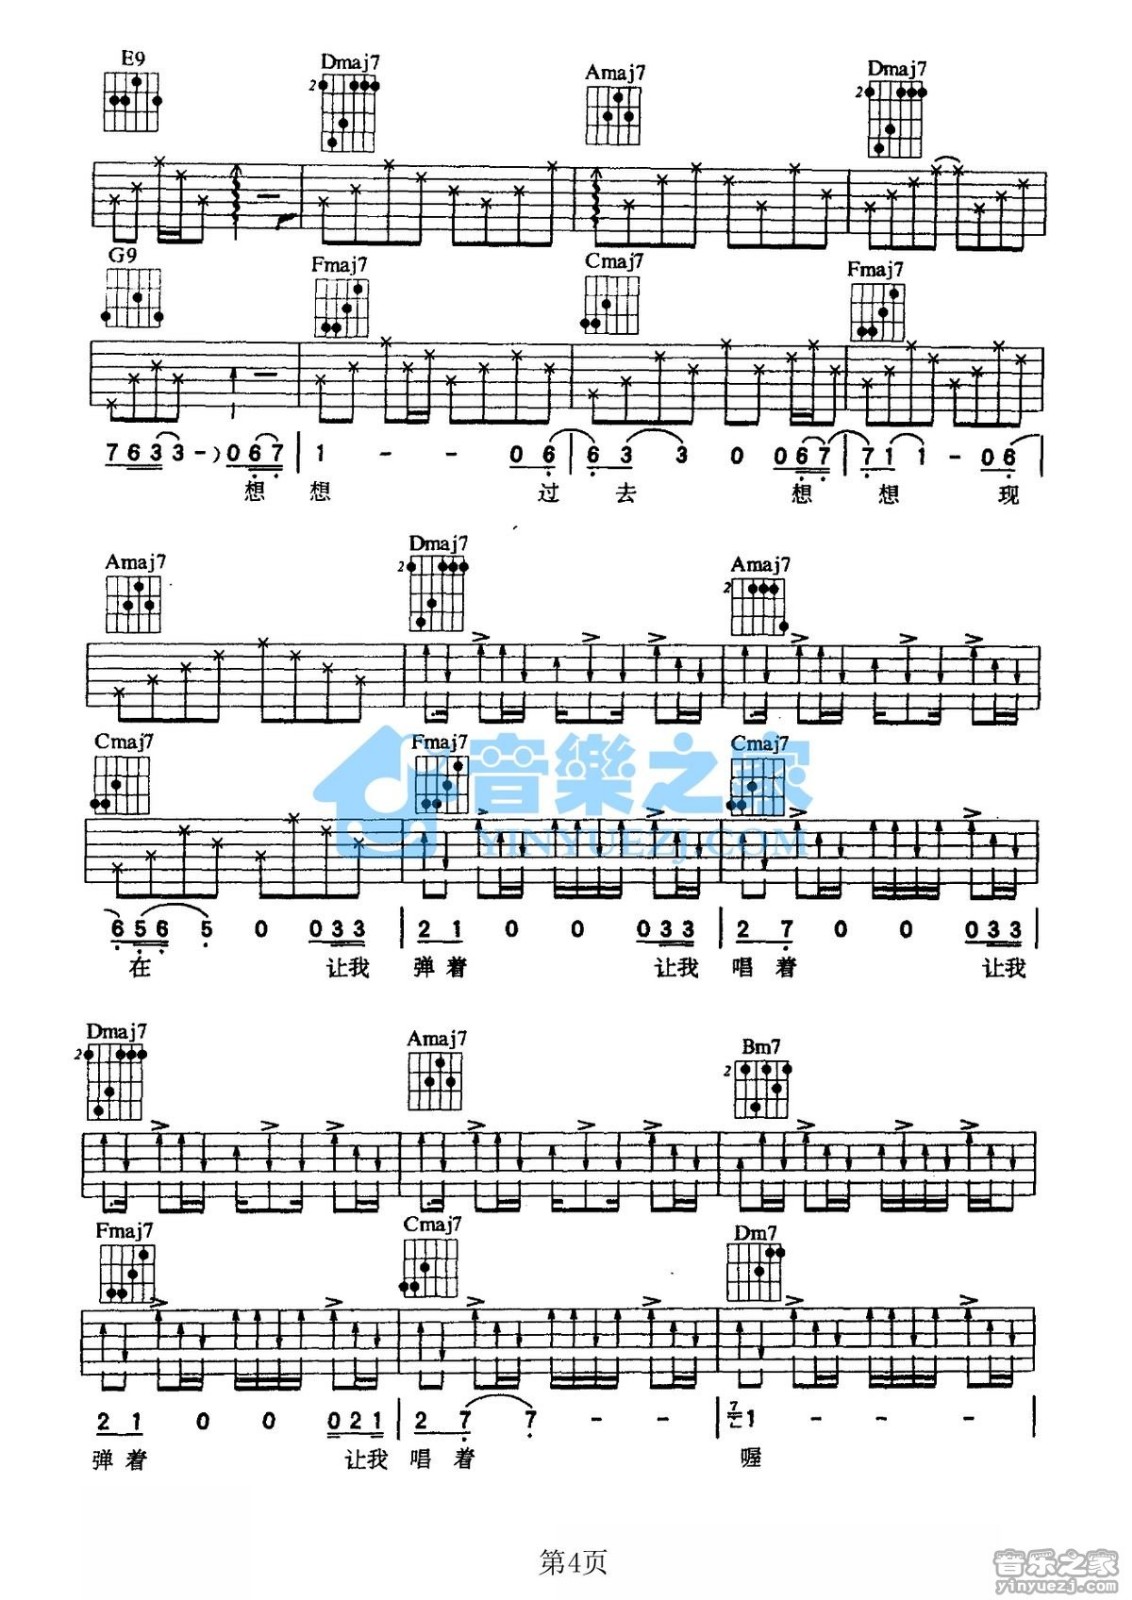 E9 Dmaj7 Amaj7 Dmaj7
2 2
G9 Fmaj7 Cmaj7 Fmaj7
7 6 3 3 - ) 0 6 7 | 1 - - 0 6 | 6 3 3 0 0 6 7 | 7 1 1 - 0 6 |
想 想 过 去 想 想 现
Amaj7 Dmaj7 Amaj7
2 2
Cmaj7 Fmaj7 Cmaj7
音樂之家
YINYUEZJ.COM
6 5 6 5 0 0 3 3 | 2 1 0 0 0 3 3 | 2 7 0 0 0 3 3 |
在 让我 弹着 让我 唱着 让我
Dmaj7 Amaj7 Bm7
2 2
Fmaj7 Cmaj7 Dm7
2 1 0 0 0 2 1 | 2 7 7 - - | 7 1 - - - |
弹着 让我 唱着 喔
第4页
音乐之家
yinyuezj.com